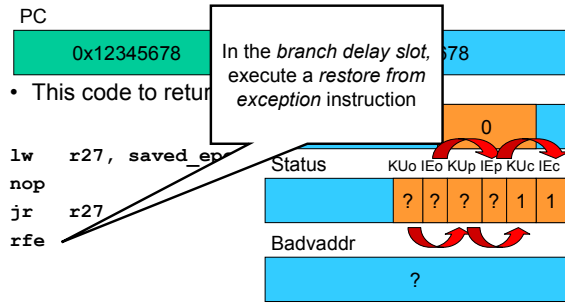 PC
0x12345678
678
In the branch delay slot,
execute a restore from
exception instruction
• This code to retur
0
lw r27, saved_epc
nop
jr r27
rfe
Status
KUo IEo KUp IEp KUc IEc
? ? ? ? 1 1
Badvaddr
?